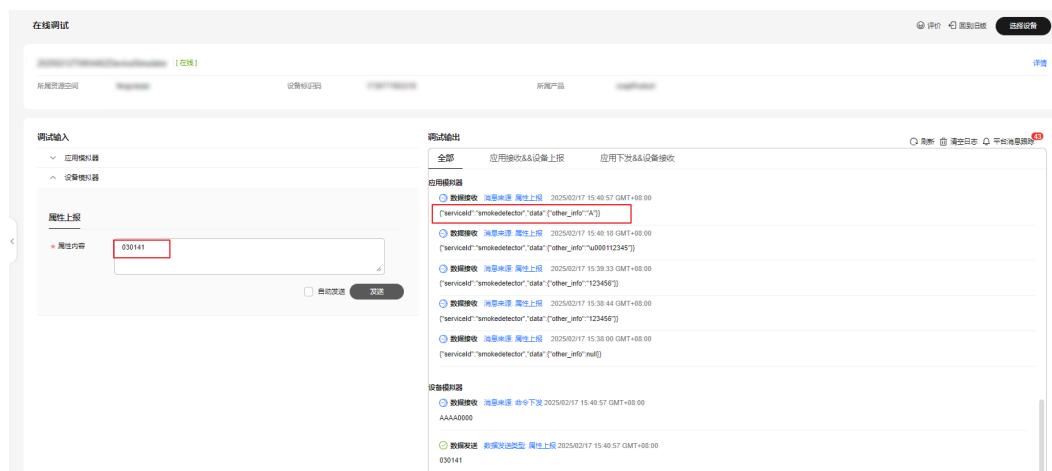 在线调试
评价 回到旧版 选择设备
[在线]
详情
所属资源空间 设备标识码 所属产品
调试输入
应用模拟器
设备模拟器
属性上报
* 属性内容 030141
自动发送 发送
调试输出
刷新 清空日志 平台消息跟踪 43
全部 应用接收&&设备上报 应用下发&&设备接收
应用模拟器
数据接收 消息来源: 属性上报 2025/02/17 15:40:57 GMT+08:00
{"serviceId":"smokedetector","data":{"other_info":"A"}}
数据接收 消息来源: 属性上报 2025/02/17 15:40:18 GMT+08:00
{"serviceId":"smokedetector","data":{"other_info":"\u000112345"}}
数据接收 消息来源: 属性上报 2025/02/17 15:39:33 GMT+08:00
{"serviceId":"smokedetector","data":{"other_info":"123456"}}
数据接收 消息来源: 属性上报 2025/02/17 15:38:44 GMT+08:00
{"serviceId":"smokedetector","data":{"other_info":"123456"}}
数据接收 消息来源: 属性上报 2025/02/17 15:38:00 GMT+08:00
{"serviceId":"smokedetector","data":{"other_info":null}}
设备模拟器
数据接收 消息来源: 命令下发 2025/02/17 15:40:57 GMT+08:00
AAAA0000
数据发送 数据发送类型: 属性上报 2025/02/17 15:40:57 GMT+08:00
030141